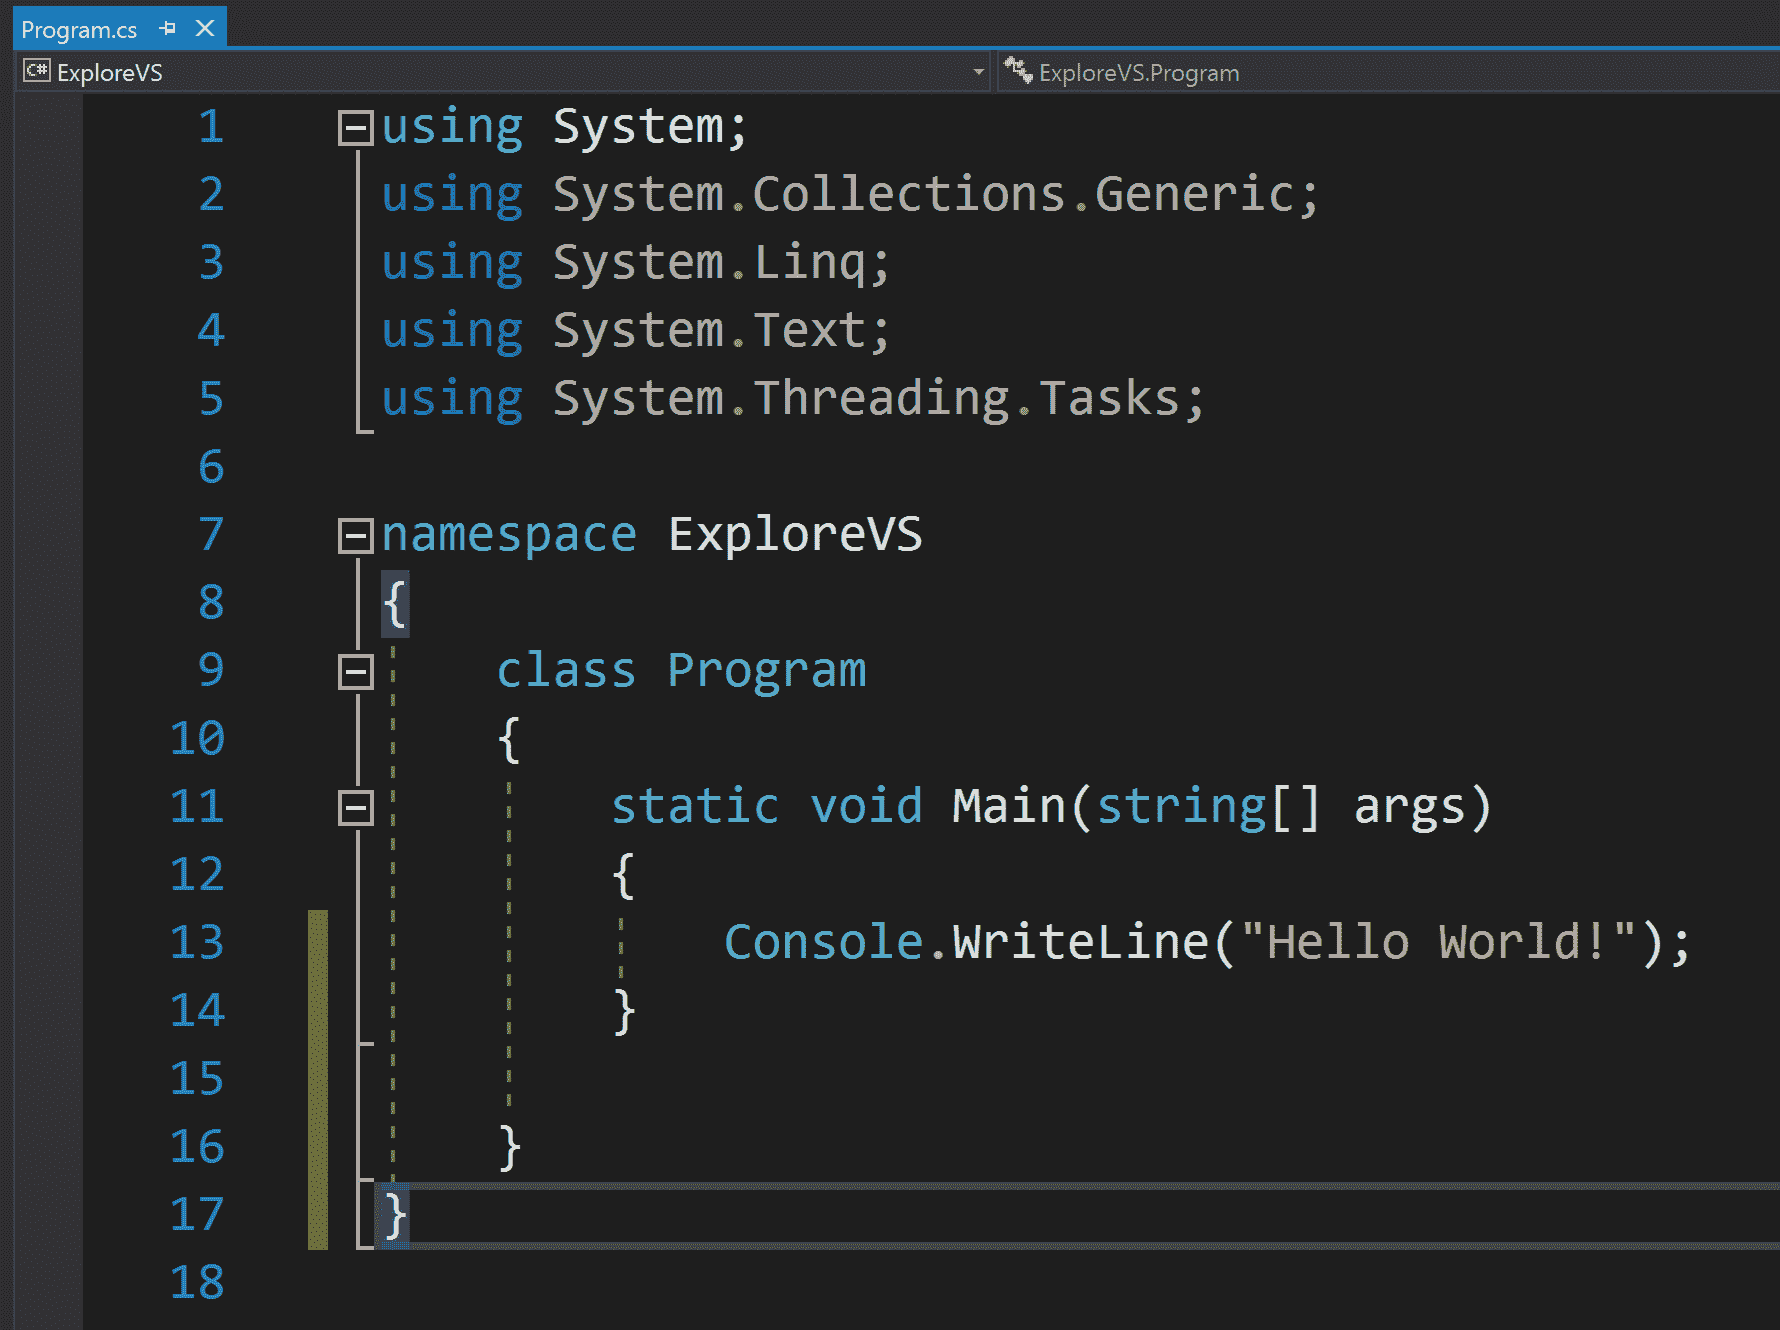 Program.cs
C# ExploreVS ExploreVS.Program
1 using System;
2 using System.Collections.Generic;
3 using System.Linq;
4 using System.Text;
5 using System.Threading.Tasks;
6
7 namespace ExploreVS
8 {
9 class Program
10 {
11 static void Main(string[] args)
12 {
13 Console.WriteLine("Hello World!");
14 }
15
16 }
17 }
18